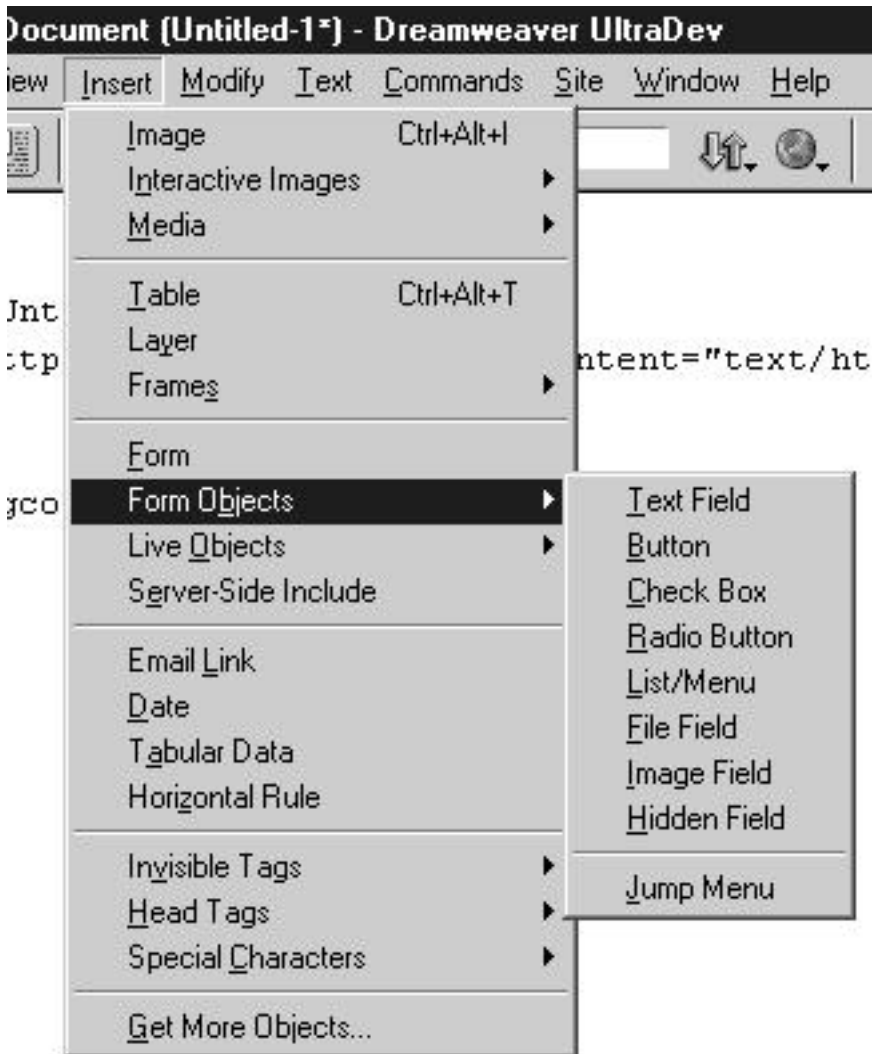 Document (Untitled-1*) - Dreamweaver UltraDev
iew Insert Modify Text Commands Site Window Help
Image Ctrl+Alt+I
Interactive Images
Media
Table Ctrl+Alt+T
Unt
Layer
ttp ntent="text/ht
Frames
Form
gco Form Objects
Live Objects
Server-Side Include
Email Link
Date
Tabular Data
Horizontal Rule
Invisible Tags
Head Tags
Special Characters
Get More Objects...
Text Field
Button
Check Box
Radio Button
List/Menu
File Field
Image Field
Hidden Field
Jump Menu